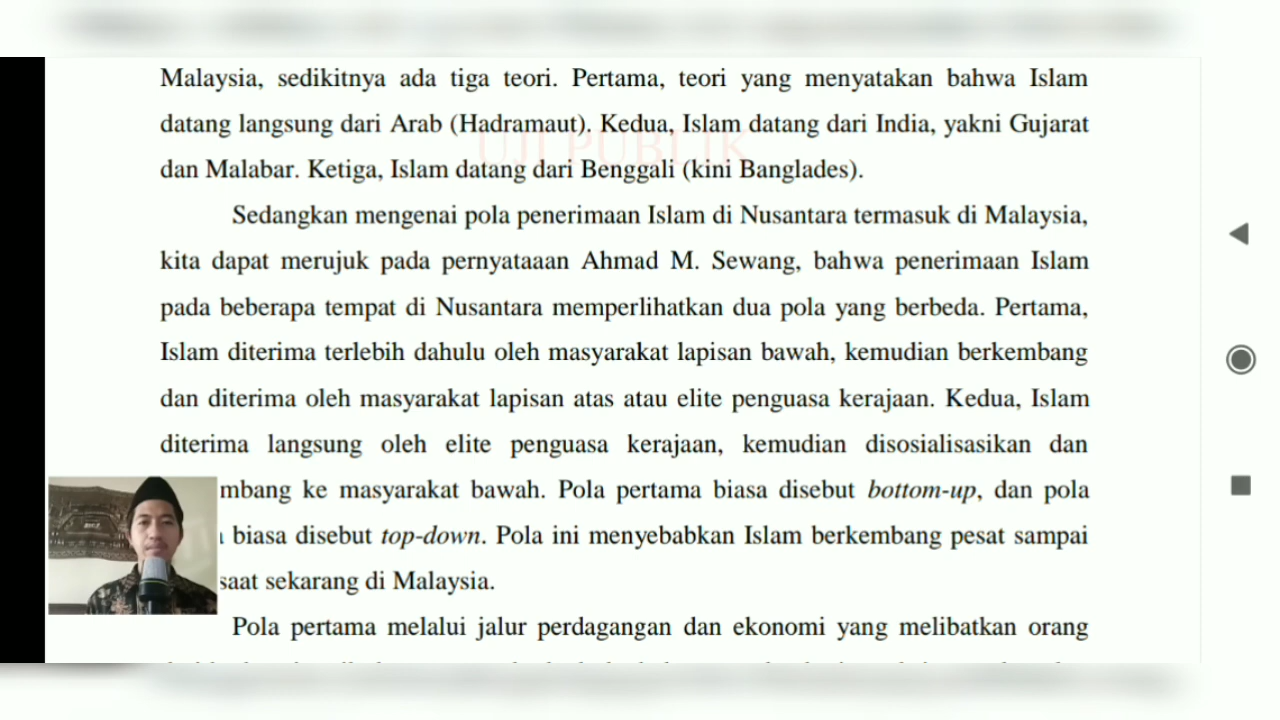 Malaysia, sedikitnya ada tiga teori. Pertama, teori yang menyatakan bahwa Islam
datang langsung dari Arab (Hadramaut). Kedua, Islam datang dari India, yakni Gujarat
UJI PUBLIK
dan Malabar. Ketiga, Islam datang dari Benggali (kini Banglades).
Sedangkan mengenai pola penerimaan Islam di Nusantara termasuk di Malaysia,
kita dapat merujuk pada pernyataaan Ahmad M. Sewang, bahwa penerimaan Islam
pada beberapa tempat di Nusantara memperlihatkan dua pola yang berbeda. Pertama,
Islam diterima terlebih dahulu oleh masyarakat lapisan bawah, kemudian berkembang
dan diterima oleh masyarakat lapisan atas atau elite penguasa kerajaan. Kedua, Islam
diterima langsung oleh elite penguasa kerajaan, kemudian disosialisasikan dan
mbang ke masyarakat bawah. Pola pertama biasa disebut bottom-up, dan pola
biasa disebut top-down. Pola ini menyebabkan Islam berkembang pesat sampai
saat sekarang di Malaysia.
Pola pertama melalui jalur perdagangan dan ekonomi yang melibatkan orang